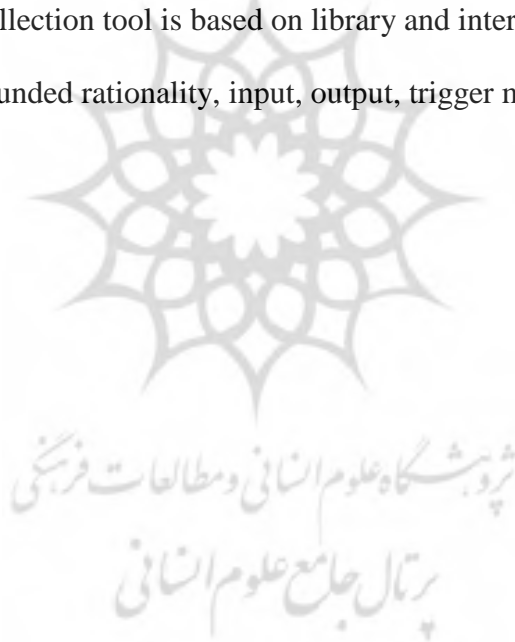 llection tool is based on library and inter
unded rationality, input, output, trigger n
پژوهشگاه علوم انسانی و مطالعات فرهنگی
پرتال جامع علوم انسانی